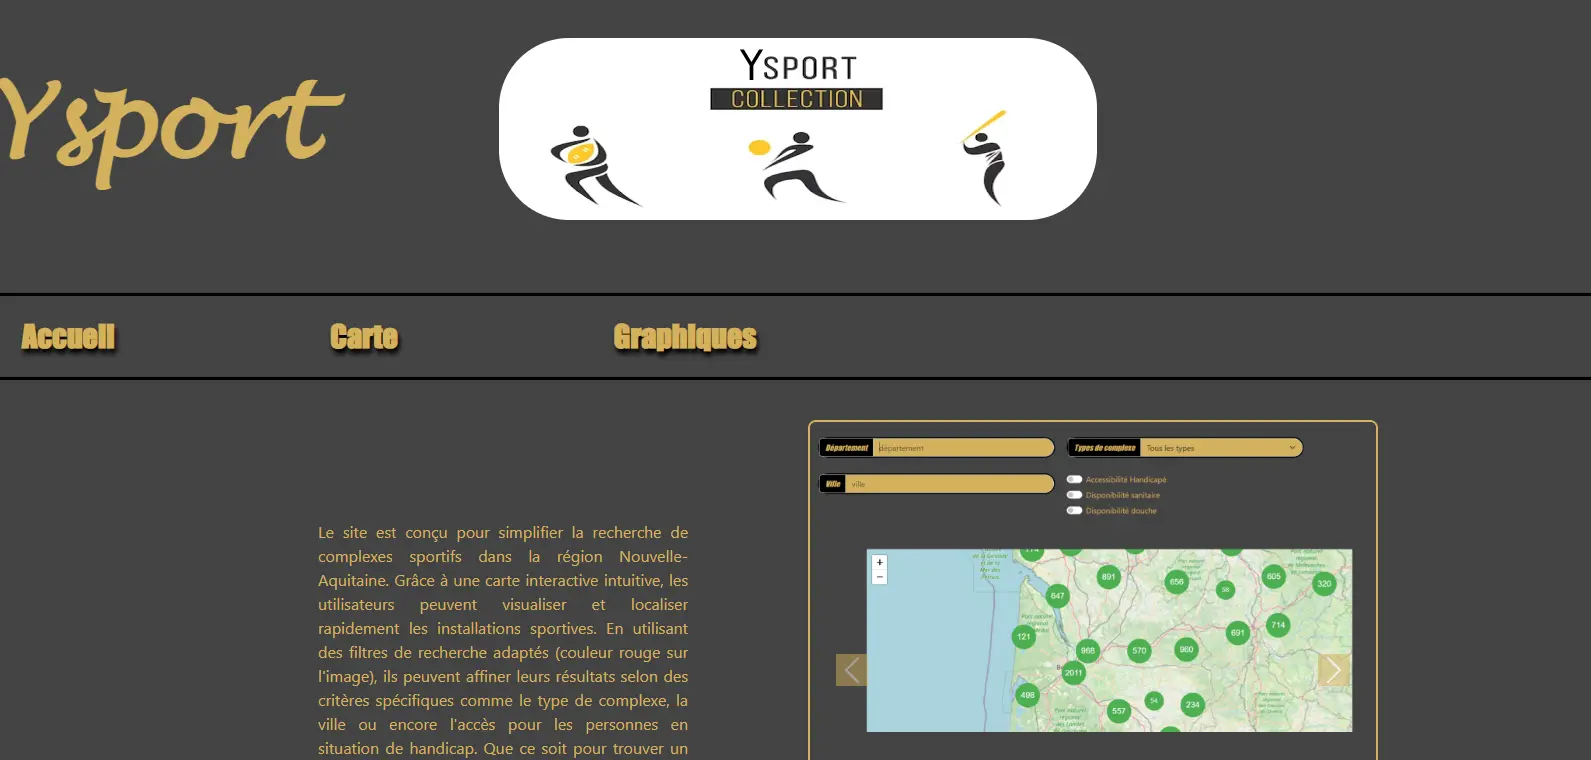 Ysport
YSPORT
COLLECTION
Accueil
Carte
Graphiques
Le site est conçu pour simplifier la recherche de
complexes sportifs dans la région Nouvelle-
Aquitaine. Grâce à une carte interactive intuitive, les
utilisateurs peuvent visualiser et localiser
rapidement les installations sportives. En utilisant
des filtres de recherche adaptés (couleur rouge sur
l'image), ils peuvent affiner leurs résultats selon des
critères spécifiques comme le type de complexe, la
ville ou encore l'accès pour les personnes en
situation de handicap. Que ce soit pour trouver un
Département
département
Types de complexe
Tous les types
Ville
ville
Accessibilité Handicapé
Disponibilité sanitaire
Disponibilité douche
+
−
891
656
58
605
320
647
121
968
570
960
691
714
2011
498
557
54
234